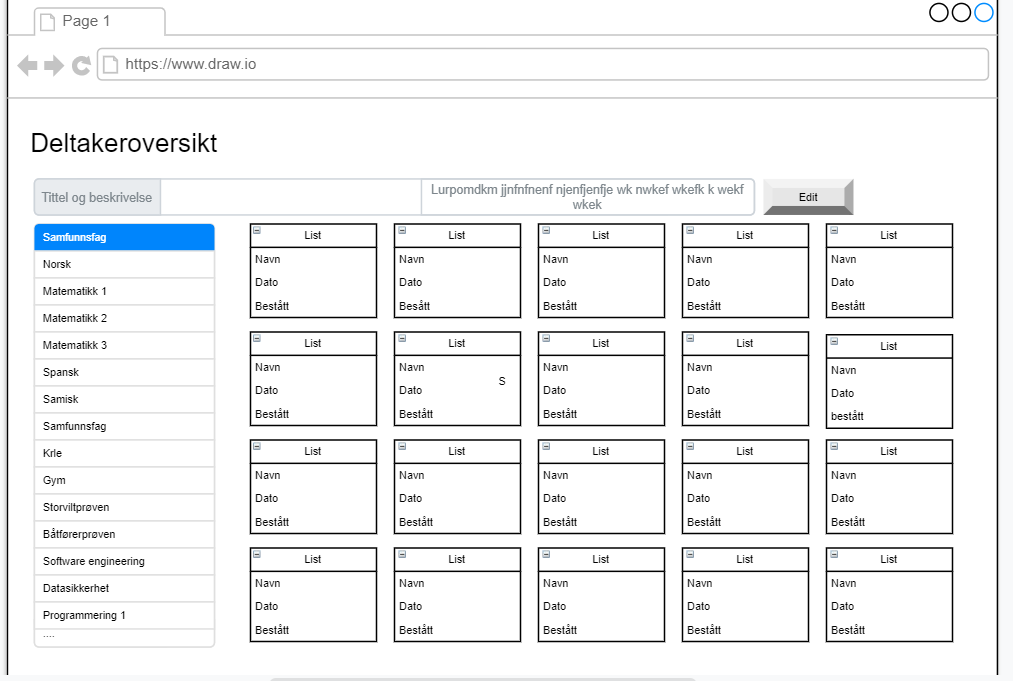 Page 1
https://www.draw.io
Deltakeroversikt
Tittel og beskrivelse
Lurpomdkm jjnfnfnenf njenfjenfje wk nwkef wkefk k wekf
wkek
Edit
Samfunnsfag
Norsk
Matematikk 1
Matematikk 2
Matematikk 3
Spansk
Samisk
Samfunnsfag
Krle
Gym
Storviltprøven
Båtførerprøven
Software engineering
Datasikkerhet
Programmering 1
....
List List List List List
Navn Navn Navn Navn Navn
Dato Dato Dato Dato Dato
Bestått Besått Bestått Bestått Bestått
List List List List List
Navn Navn Navn Navn Navn
S
Dato Dato Dato Dato Dato
Bestått Bestått Bestått Bestått bestått
List List List List List
Navn Navn Navn Navn Navn
Dato Dato Dato Dato Dato
Bestått Bestått Bestått Bestått Bestått
List List List List List
Navn Navn Navn Navn Navn
Dato Dato Dato Dato Dato
Bestått Bestått Bestått Bestått Bestått